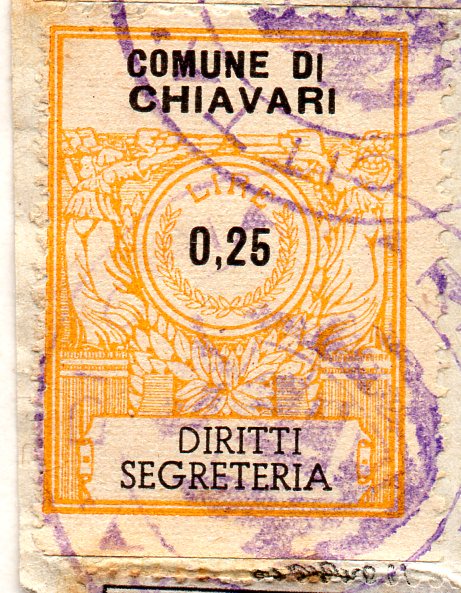 COMUNE DI
CHIAVARI
LIRE
0,25
DIRITTI
SEGRETERIA